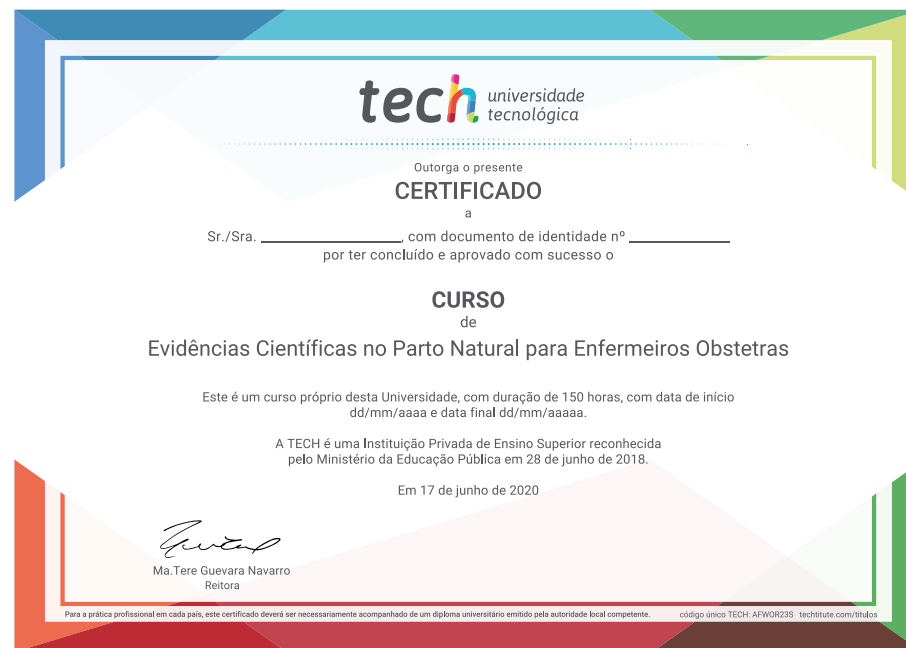 tech universidade
tecnológica
Outorga o presente
CERTIFICADO
a
Sr./Sra. ____________________, com documento de identidade nº ______________
por ter concluído e aprovado com sucesso o
CURSO
de
Evidências Científicas no Parto Natural para Enfermeiros Obstetras
Este é um curso próprio desta Universidade, com duração de 150 horas, com data de início
dd/mm/aaaa e data final dd/mm/aaaaa.
A TECH é uma Instituição Privada de Ensino Superior reconhecida
pelo Ministério da Educação Pública em 28 de junho de 2018.
Em 17 de junho de 2020
Ma.Tere Guevara Navarro
Reitora
Para a prática profissional em cada país, este certificado deverá ser necessariamente acompanhado de um diploma universitário emitido pela autoridade local competente. código único TECH: AFWOR23S techtitute.com/titulos